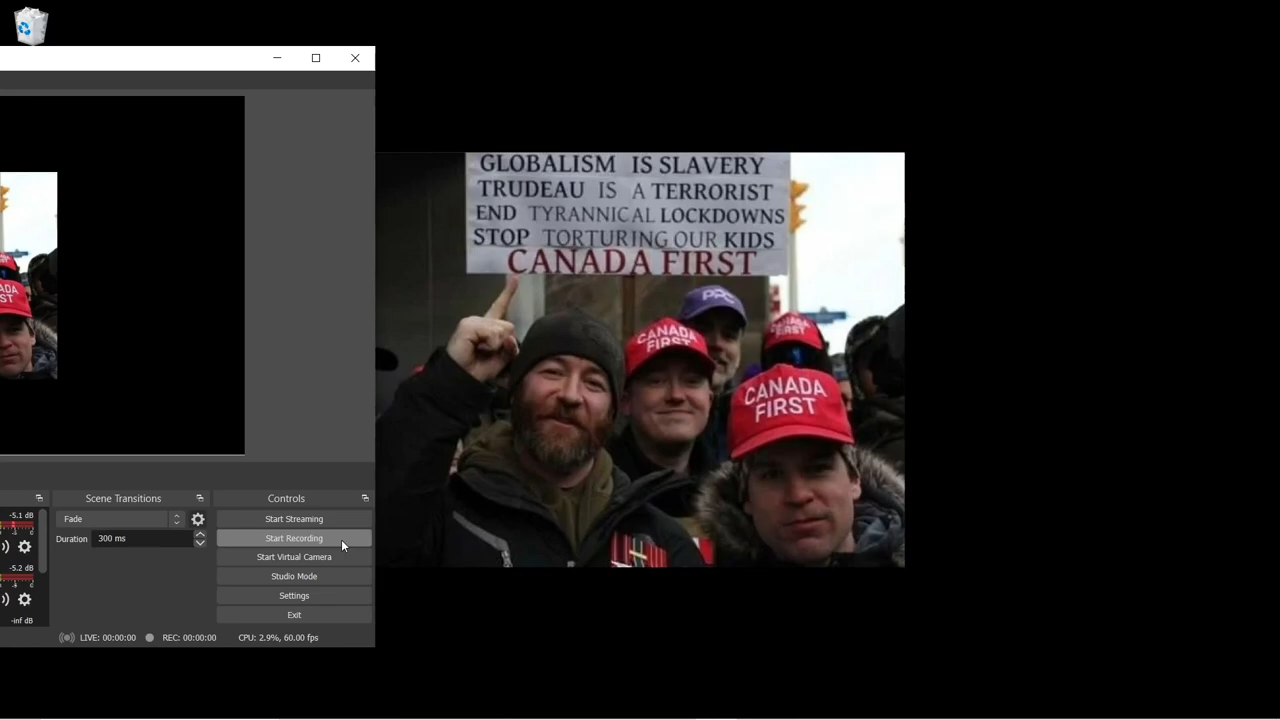 GLOBALISM IS SLAVERY
TRUDEAU IS A TERRORIST
END TYRANNICAL LOCKDOWNS
STOP TORTURING OUR KIDS
CANADA FIRST
PPC
CANADA
FIRST
CANADA
FIRST
CANADA
FIRST
ADA
ST
Scene Transitions
Controls
-5.1 dB
Fade
Start Streaming
Duration
300 ms
Start Recording
Start Virtual Camera
-5.2 dB
Studio Mode
Settings
-inf dB
Exit
LIVE: 00:00:00
REC: 00:00:00
CPU: 2.9%, 60.00 fps